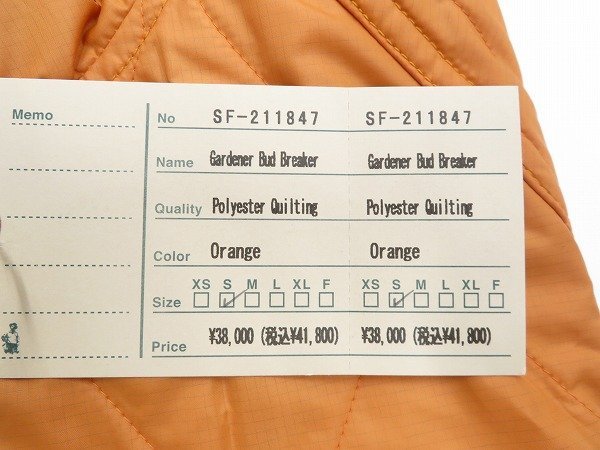 Memo
No SF-211847 SF-211847
Name Gardener Bud Breaker Gardener Bud Breaker
Quality Polyester Quilting Polyester Quilting
Color Orange Orange
XS S M L XL F XS S M L XL F
Size
Price ¥38,000 (税込¥41,800) ¥38,000 (税込¥41,800)